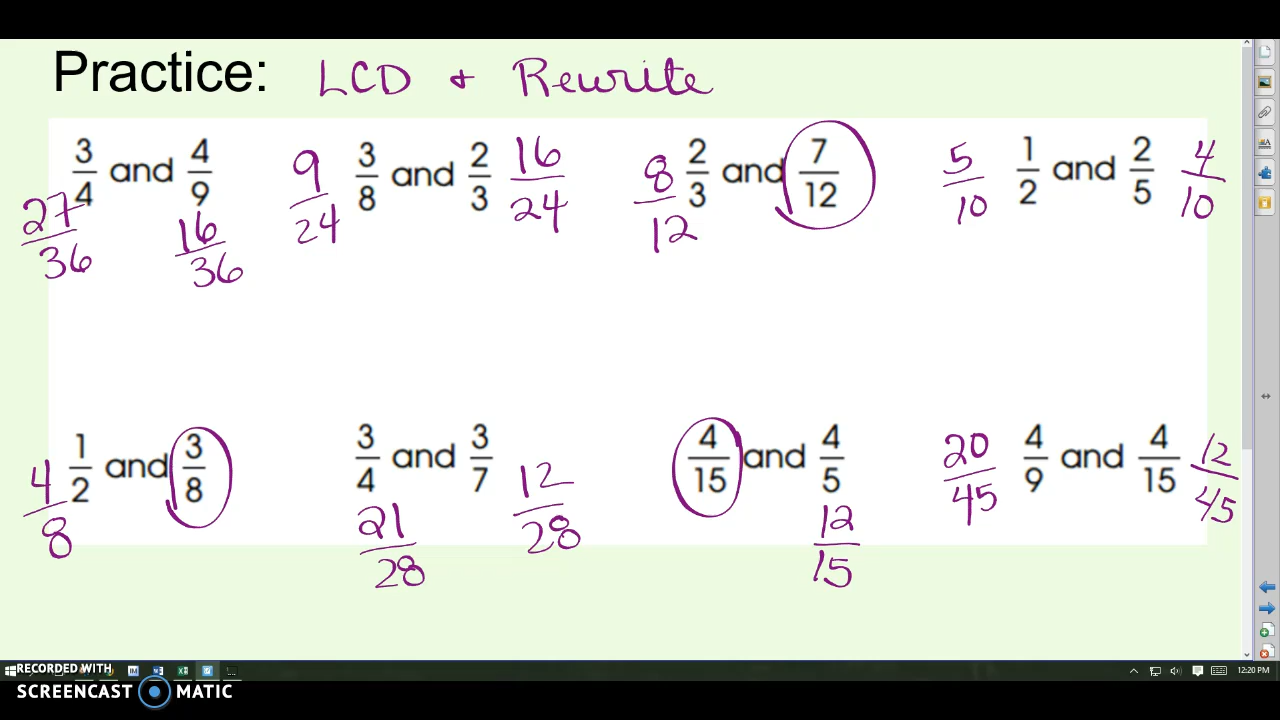 Practice: LCD + Rewrite
3/4 and 4/9 27/36 16/36
9/24 3/8 and 2/3 16/24
8/12 2/3 and 7/12
5/10 1/2 and 2/5 4/10
4/8 1/2 and 3/8
3/4 and 3/7 21/28 12/28
4/15 and 4/5 12/15
20/45 4/9 and 4/15 12/45
RECORDED WITH
SCREENCAST MATIC
12:20 PM